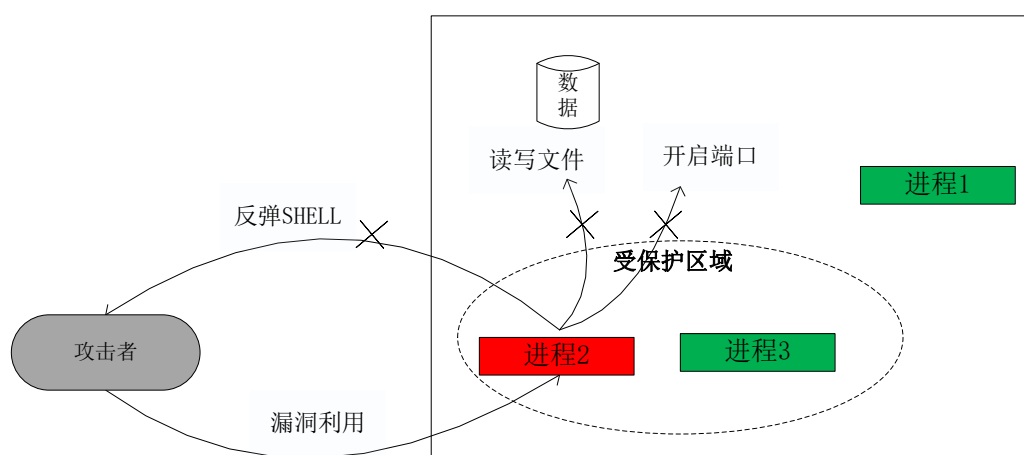 数
据
读写文件
开启端口
进程1
反弹SHELL
受保护区域
攻击者
进程2
进程3
漏洞利用